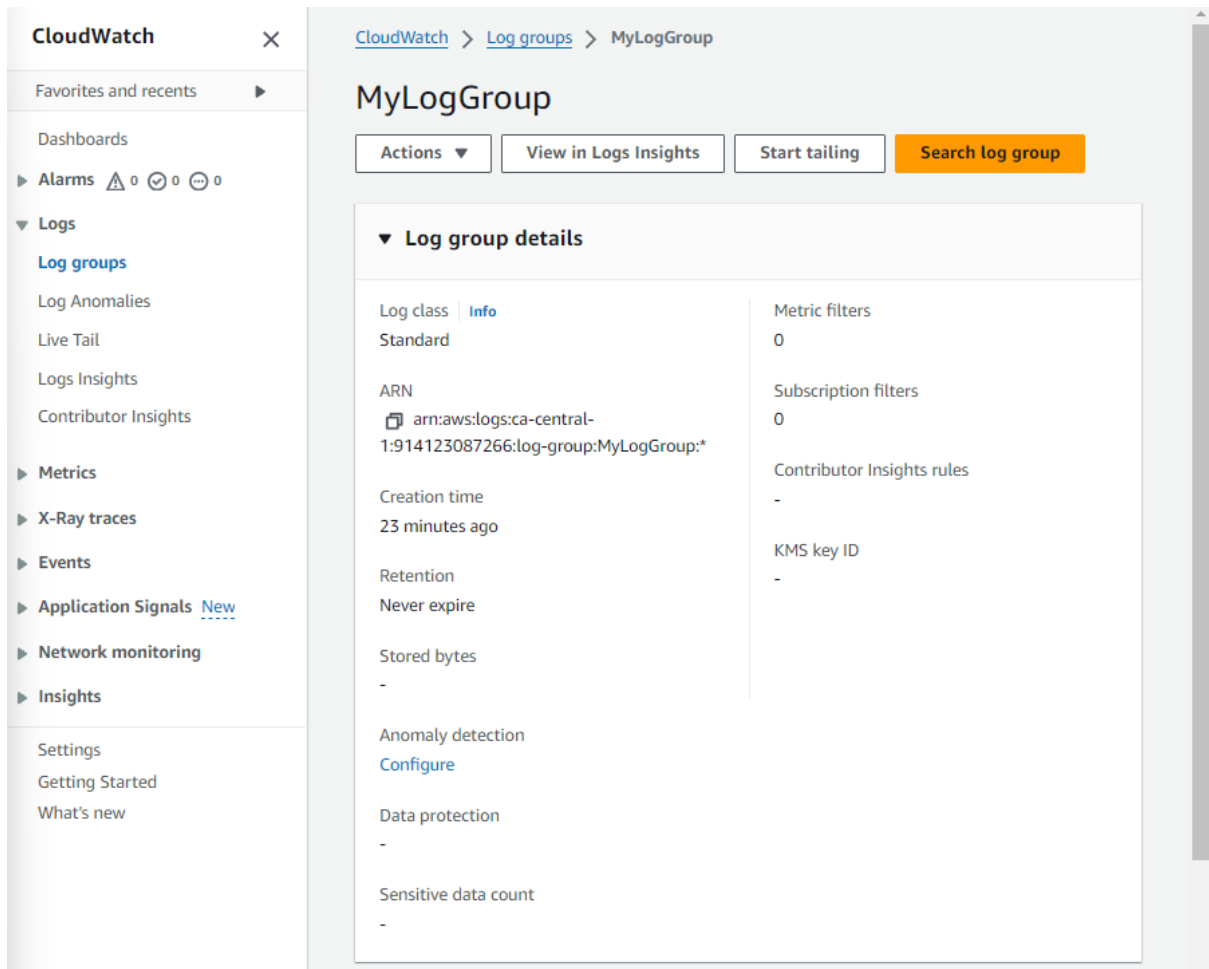 CloudWatch
Favorites and recents
Dashboards
Alarms 0 0 0
Logs
Log groups
Log Anomalies
Live Tail
Logs Insights
Contributor Insights
Metrics
X-Ray traces
Events
Application Signals New
Network monitoring
Insights
Settings
Getting Started
What's new
CloudWatch > Log groups > MyLogGroup
MyLogGroup
Actions View in Logs Insights Start tailing Search log group
Log group details
Log class Info
Standard
ARN
arn:aws:logs:ca-central-
1:914123087266:log-group:MyLogGroup:*
Creation time
23 minutes ago
Retention
Never expire
Stored bytes
-
Anomaly detection
Configure
Data protection
-
Sensitive data count
-
Metric filters
0
Subscription filters
0
Contributor Insights rules
-
KMS key ID
-